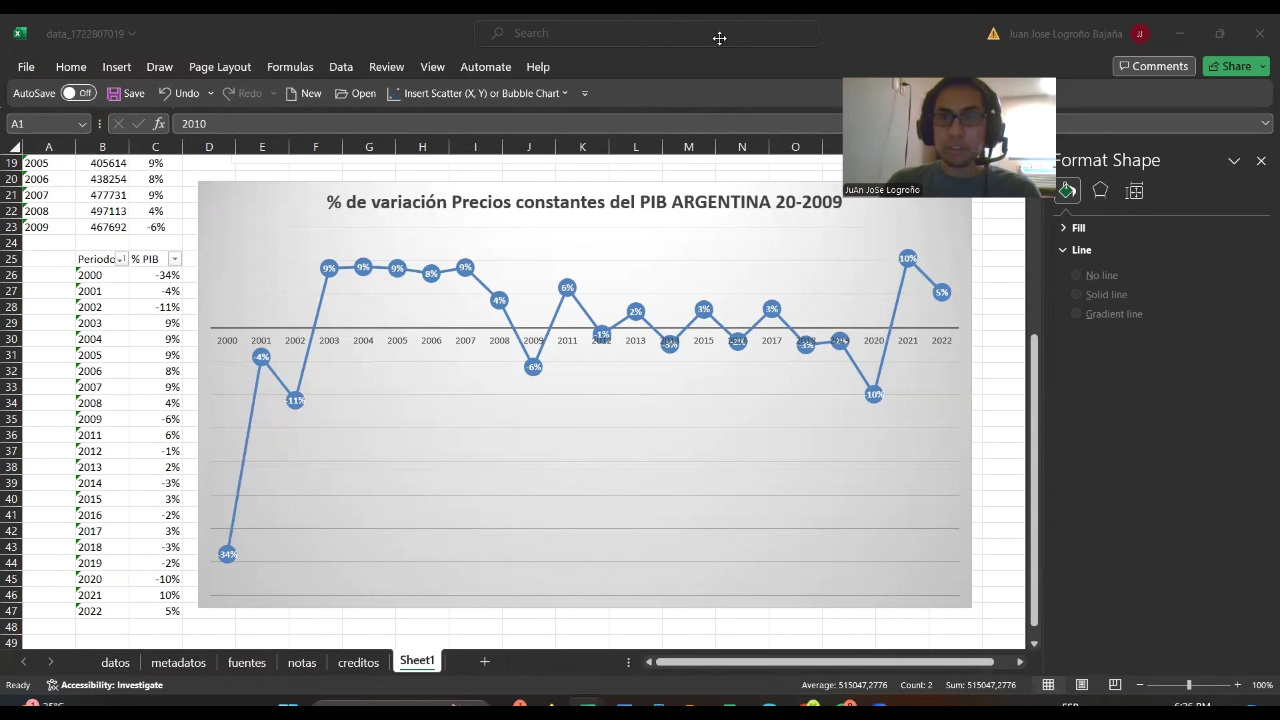 data_1722807019
Search
Juan Jose Logroño Bajaña JJ
File Home Insert Draw Page Layout Formulas Data Review View Automate Help
Comments Share
AutoSave Off Save Undo Redo New Open Insert Scatter (X, Y) or Bubble Chart
A1 fx 2010
A B C D E F G H I J K L M N O
JuAn JoSe Logroño
Format Shape
Fill
Line
No line
Solid line
Gradient line
19 2005 405614 9%
20 2006 438254 8%
21 2007 477731 9%
22 2008 497113 4%
23 2009 467692 -6%
24
25 Periodo % PIB
26 2000 -34%
27 2001 -4%
28 2002 -11%
29 2003 9%
30 2004 9%
31 2005 9%
32 2006 8%
33 2007 9%
34 2008 4%
35 2009 -6%
36 2011 6%
37 2012 -1%
38 2013 2%
39 2014 -3%
40 2015 3%
41 2016 -2%
42 2017 3%
43 2018 -3%
44 2019 -2%
45 2020 -10%
46 2021 10%
47 2022 5%
48
49
% de variación Precios constantes del PIB ARGENTINA 20-2009
-34% -4% -11% 9% 9% 9% 8% 9% 4% -6% 6% -1% 2% -3% 3% 3% -3% -10% 10% 5%
2000 2001 2002 2003 2004 2005 2006 2007 2008 2009 2011 2012 2013 2014 2015 2016 2017 2018 2019 2020 2021 2022
datos metadatos fuentes notas creditos Sheet1
Ready Accessibility: Investigate Average: 515047,2776 Count: 2 Sum: 515047,2776 100%